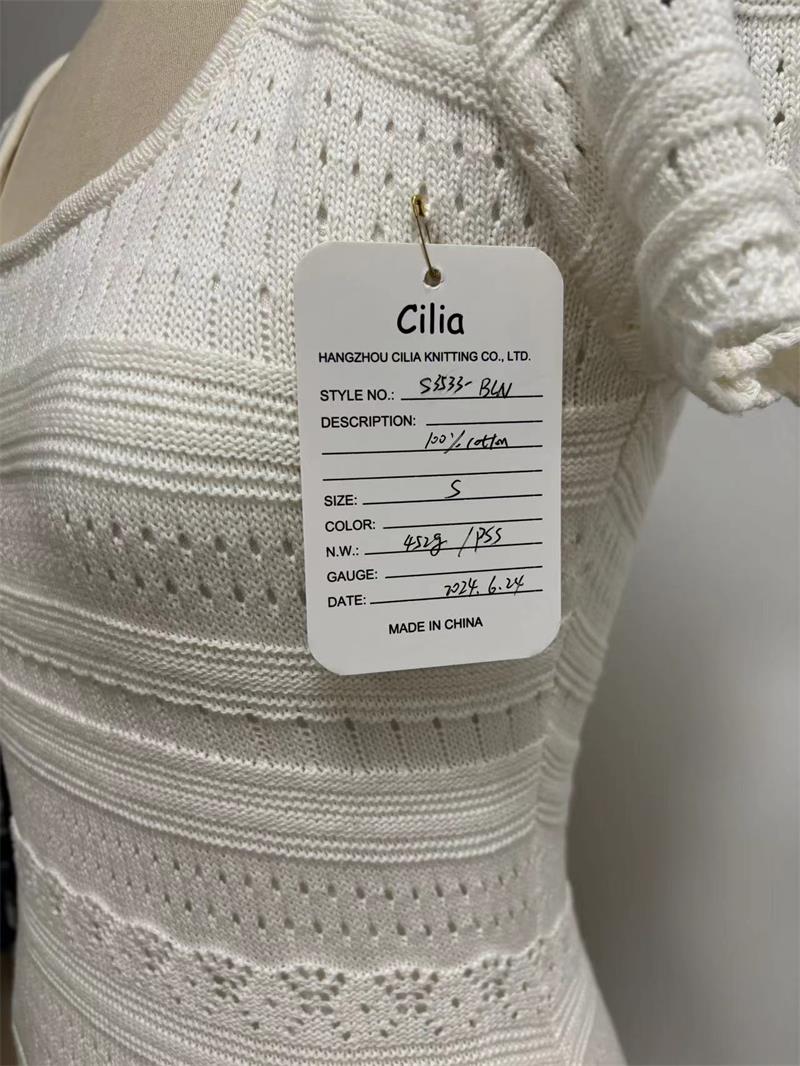 Cilia
HANGZHOU CILIA KNITTING CO., LTD.
STYLE NO.: S3533-BLN
DESCRIPTION:
100% cotton
SIZE: S
COLOR:
N.W.: 452g /PSS
GAUGE:
DATE: 2024.6.24
MADE IN CHINA